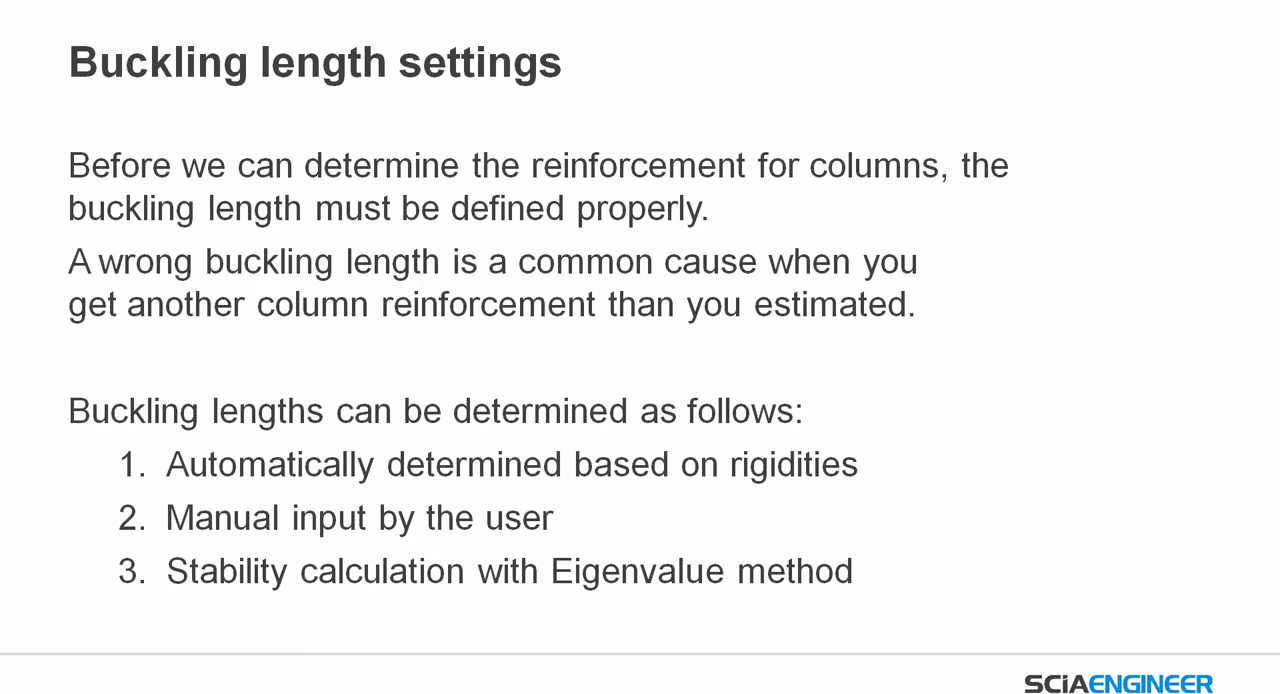 Buckling length settings
Before we can determine the reinforcement for columns, the
buckling length must be defined properly.
A wrong buckling length is a common cause when you
get another column reinforcement than you estimated.
Buckling lengths can be determined as follows:
1. Automatically determined based on rigidities
2. Manual input by the user
3. Stability calculation with Eigenvalue method
SCiAENGINEER